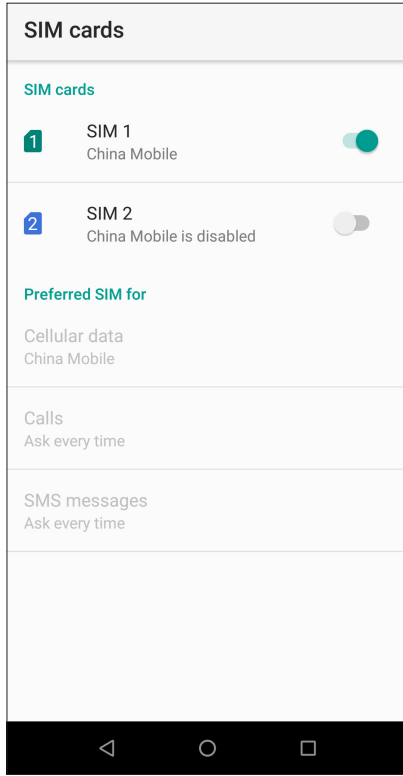 SIM cards
SIM cards
1
SIM 1
China Mobile
2
SIM 2
China Mobile is disabled
Preferred SIM for
Cellular data
China Mobile
Calls
Ask every time
SMS messages
Ask every time